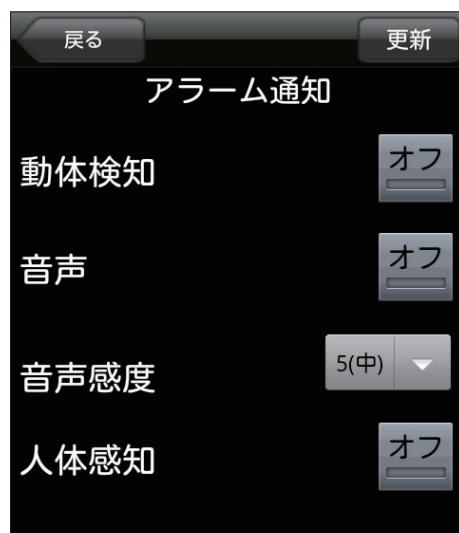 戻る 更新
アラーム通知
動体検知 オフ
音声 オフ
音声感度 5(中)
人体感知 オフ